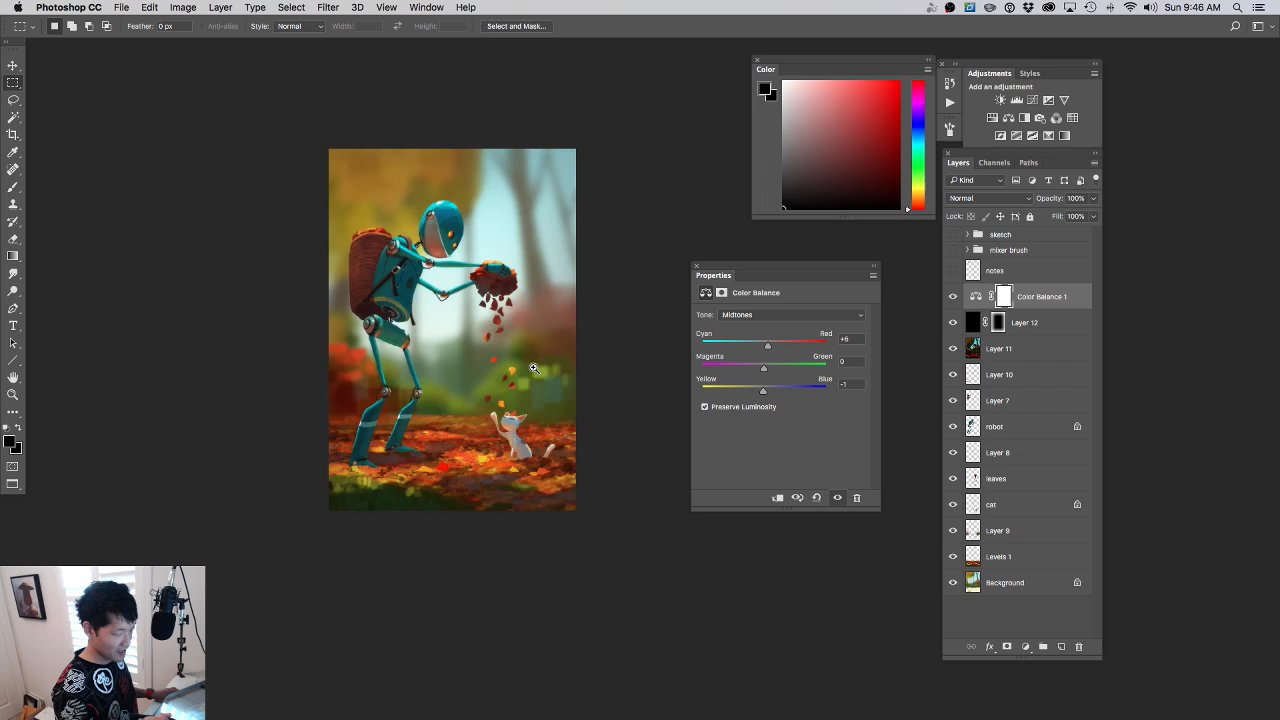 Photoshop CC File Edit Image Layer Type Select Filter 3D View Window Help Sun 9:46 AM
Feather: 0 px Anti-alias Style: Normal Width: Height: Select and Mask...
Color
Adjustments Styles
Add an adjustment
Layers Channels Paths
Kind
Normal Opacity: 100%
Lock: Fill: 100%
sketch
mixer brush
notes
Color Balance 1
Layer 12
Layer 11
Layer 10
Layer 7
robot
Layer 8
leaves
cat
Layer 9
Levels 1
Background
Properties
Color Balance
Tone: Midtones
Cyan Red +6
Magenta Green 0
Yellow Blue -1
Preserve Luminosity